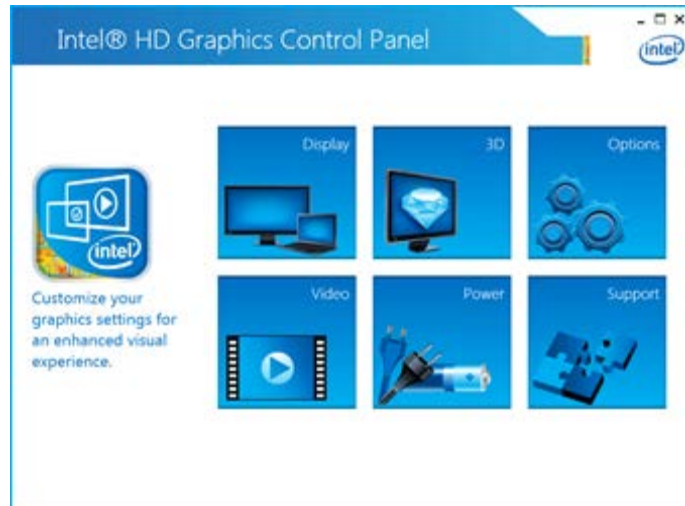 Intel® HD Graphics Control Panel
intel
Display
3D
Options
intel
Customize your
graphics settings for
an enhanced visual
experience.
Video
Power
Support